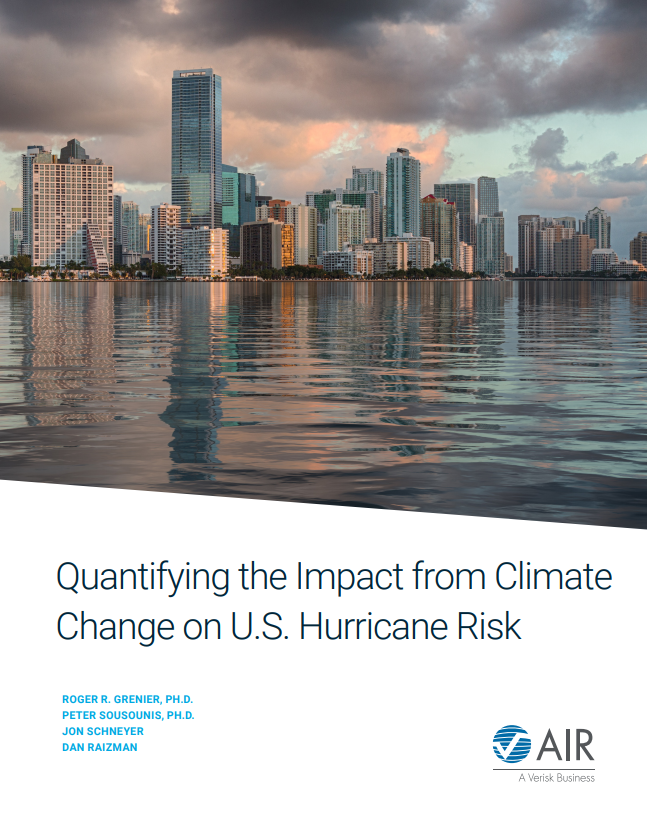 Quantifying the Impact from Climate
Change on U.S. Hurricane Risk
ROGER R. GRENIER, PH.D.
PETER SOUSOUNIS, PH.D.
JON SCHNEYER
DAN RAIZMAN
AIR
A Verisk Business